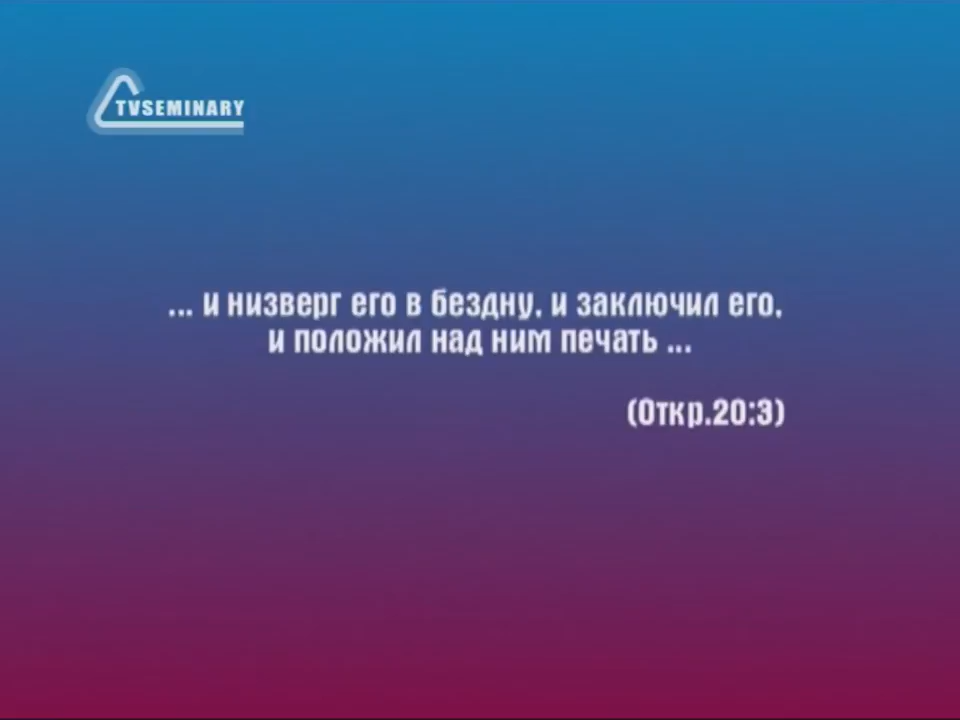 TVSEMINARY
... и низверг его в бездну, и заключил его,
и положил над ним печать ...
(Откр.20:3)